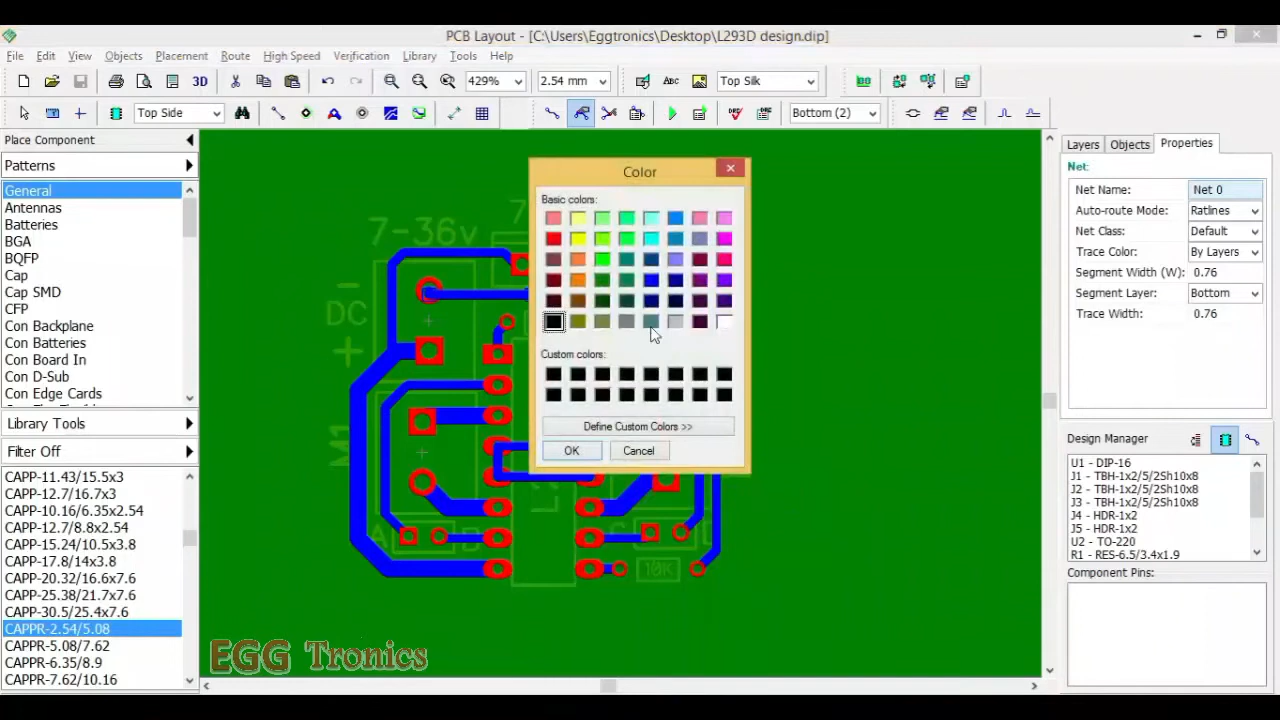 PCB Layout - [C:\Users\Eggtronics\Desktop\L293D design.dip]
File Edit View Objects Placement Route High Speed Verification Library Tools Help
3D 429% 2.54 mm Abc Top Silk
Top Side Bottom (2)
Place Component
Patterns
General
Antennas
Batteries
BGA
BQFP
Cap
Cap SMD
CFP
Con Backplane
Con Batteries
Con Board In
Con D-Sub
Con Edge Cards
Library Tools
Filter Off
CAPP-11.43/15.5x3
CAPP-12.7/16.7x3
CAPP-10.16/6.35x2.54
CAPP-12.7/8.8x2.54
CAPP-15.24/10.5x3.8
CAPP-17.8/14x3.8
CAPP-20.32/16.6x7.6
CAPP-25.38/21.7x7.6
CAPP-30.5/25.4x7.6
CAPPR-2.54/5.08
CAPPR-5.08/7.62
CAPPR-6.35/8.9
CAPPR-7.62/10.16
7-36v
7
-
DC
+
M1
A B
C
10K
EGG Tronics
Color
Basic colors:
Custom colors:
Define Custom Colors >>
OK Cancel
Layers Objects Properties
Net:
Net Name: Net 0
Auto-route Mode: Ratlines
Net Class: Default
Trace Color: By Layers
Segment Width (W): 0.76
Segment Layer: Bottom
Trace Width: 0.76
Design Manager
U1 - DIP-16
J1 - TBH-1x2/5/2Sh10x8
J2 - TBH-1x2/5/2Sh10x8
J3 - TBH-1x2/5/2Sh10x8
J4 - HDR-1x2
J5 - HDR-1x2
U2 - TO-220
R1 - RES-6.5/3.4x1.9
Component Pins: